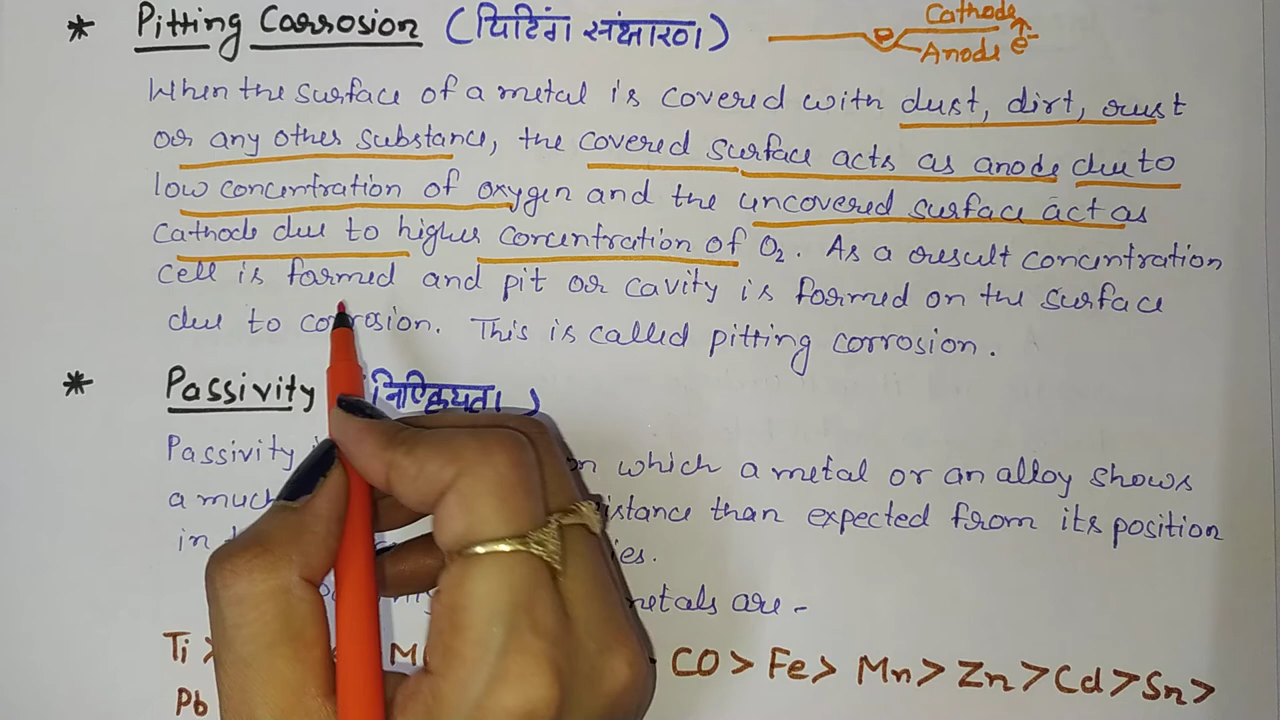 * Pitting Corrosion (पिटिंग संक्षारण)
Cathode
e Anode e-
When the surface of a metal is covered with dust, dirt, rust
or any other substance, the covered surface acts as anode due to
low concentration of oxygen and the uncovered surface act as
cathode due to higher concentration of O₂. As a result concentration
cell is formed and pit or cavity is formed on the surface
due to corrosion. This is called pitting corrosion.
* Passivity निष्क्रियता)
Passivity which a metal or an alloy shows
a much than expected from its position
in
metals are -
Ti > M CO > Fe > Mn > Zn > Cd > Sn >
Pb